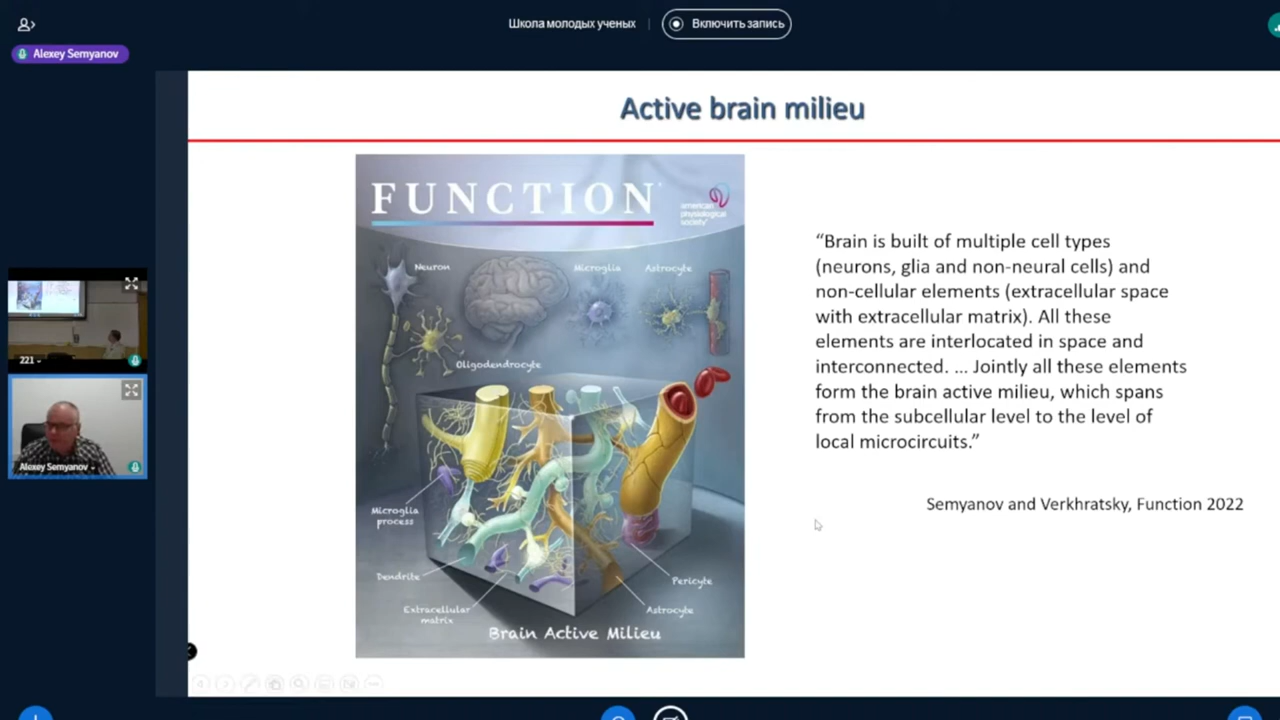 Школа молодых ученых
Включить запись
Alexey Semyanov
Active brain milieu
FUNCTION
american
physiological
society
Neuron
Microglia
Astrocyte
Oligodendrocyte
Microglia
process
Dendrite
Extracellular
matrix
Pericyte
Astrocyte
Brain Active Milieu
“Brain is built of multiple cell types
(neurons, glia and non-neural cells) and
non-cellular elements (extracellular space
with extracellular matrix). All these
elements are interlocated in space and
interconnected. ... Jointly all these elements
form the brain active milieu, which spans
from the subcellular level to the level of
local microcircuits.”
Semyanov and Verkhratsky, Function 2022
221
Alexey Semyanov